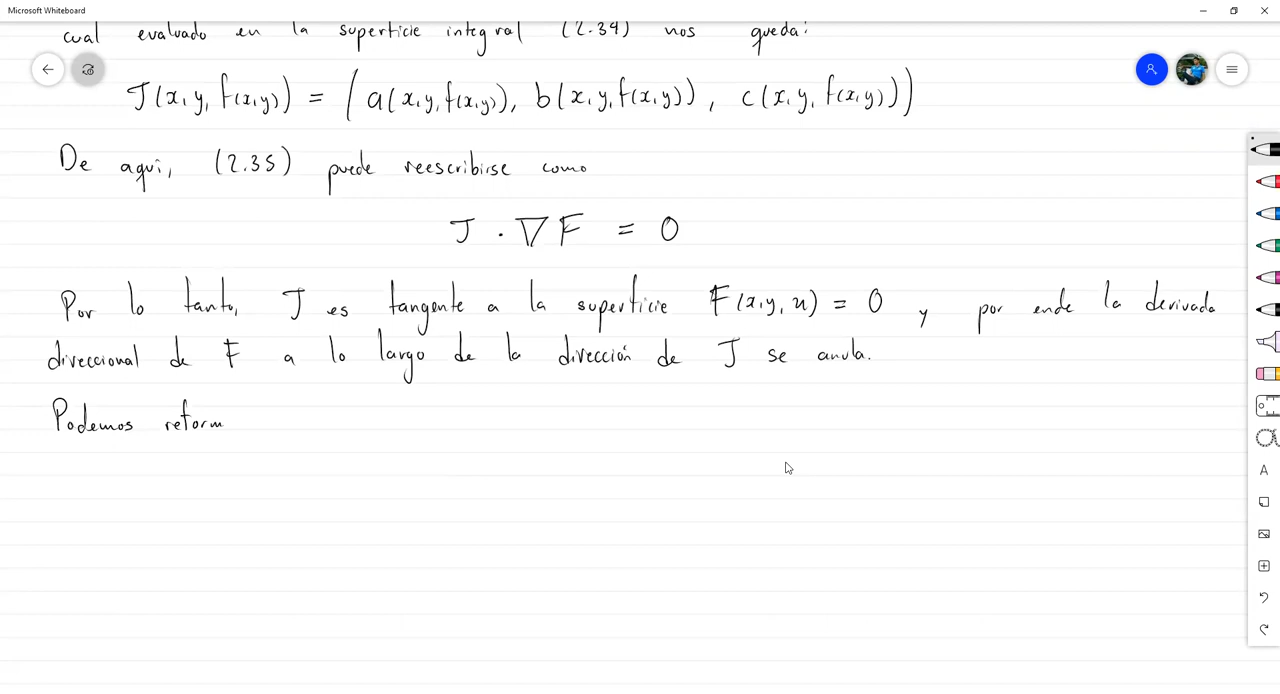 Microsoft Whiteboard
cual evaluado en la superficie integral (2.34) nos queda:
J(x,y,f(x,y)) = (a(x,y,f(x,y)), b(x,y,f(x,y)), c(x,y,f(x,y)))
De aqui, (2.35) puede reescribirse como
J · ∇F = 0
Por lo tanto, J es tangente a la superficie F(x,y,u) = 0 y por ende la derivada
direccional de F a lo largo de la dirección de J se anula.
Podemos reform
A